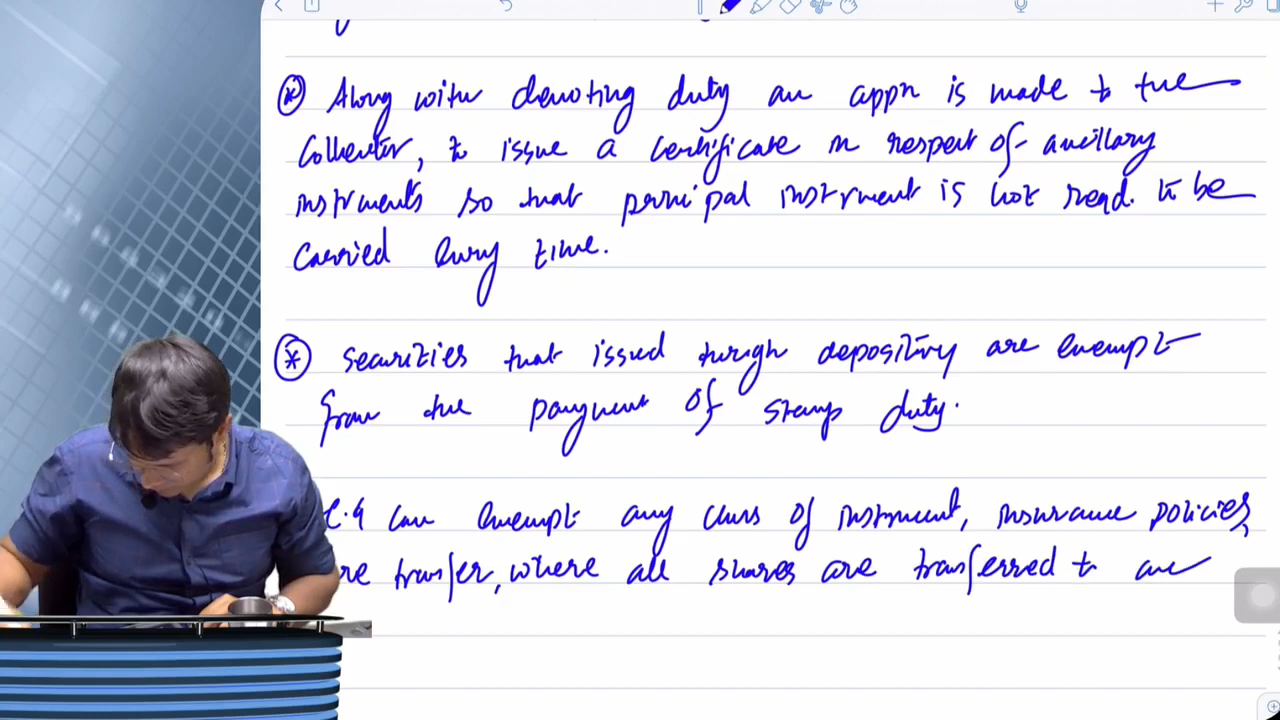 Along with denoting duty an appn is made to the
Collector, to issue a certificate in respect of ancillary
instruments so that principal instrument is not reqd. to be
carried every time.
Securities that issued through depository are exempt
from the payment of stamp duty.
C.G can exempt any class of instrument, insurance policies,
transfer, where all shares are transferred to